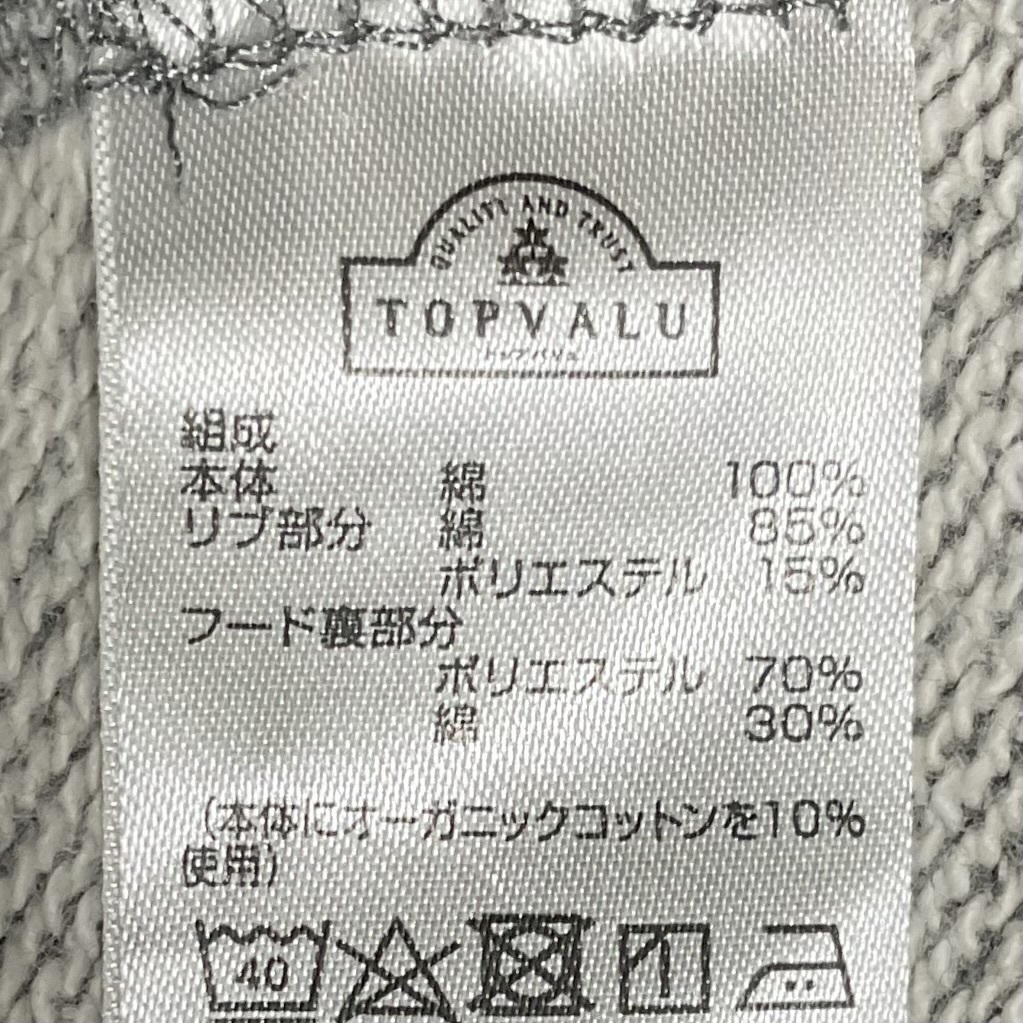 QUALITY AND TRUST
TOPVALU
トップバリュ
組成
本体 綿 100%
リブ部分 綿 85%
ポリエステル 15%
フード裏部分
ポリエステル 70%
綿 30%
(本体にオーガニックコットンを10%
使用)
40